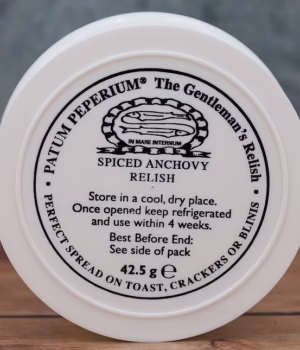 PATUM PEPERIUM® The Gentleman's Relish
IN MARE INTERNUM
SPICED ANCHOVY
RELISH
Store in a cool, dry place.
Once opened keep refrigerated
and use within 4 weeks.
Best Before End:
See side of pack
42.5 g ℮
• PERFECT SPREAD ON TOAST, CRACKERS OR BLINIS •